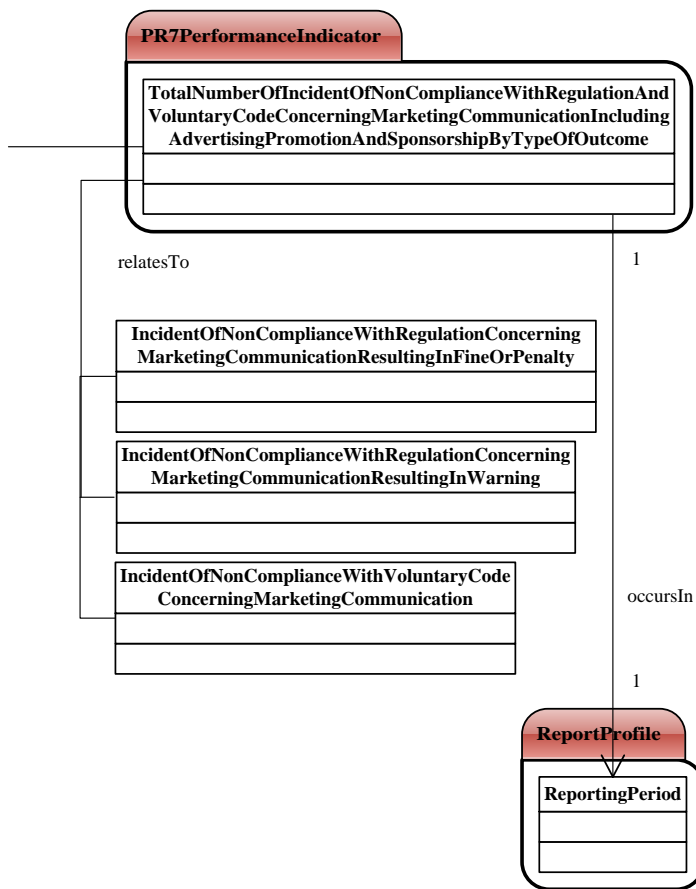 PR7PerformanceIndicator
TotalNumberOfIncidentOfNonComplianceWithRegulationAnd
VoluntaryCodeConcerningMarketingCommunicationIncluding
AdvertisingPromotionAndSponsorshipByTypeOfOutcome
relatesTo
1
IncidentOfNonComplianceWithRegulationConcerning
MarketingCommunicationResultingInFineOrPenalty
IncidentOfNonComplianceWithRegulationConcerning
MarketingCommunicationResultingInWarning
IncidentOfNonComplianceWithVoluntaryCode
ConcerningMarketingCommunication
occursIn
1
ReportProfile
ReportingPeriod